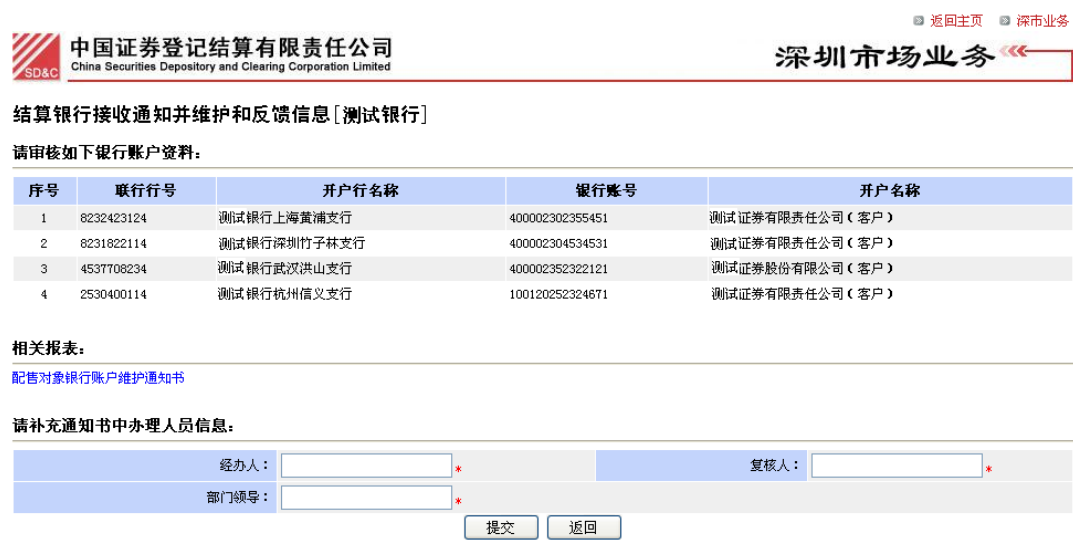 返回主页 深市业务
SD&C 中国证券登记结算有限责任公司
China Securities Depository and Clearing Corporation Limited
深圳市场业务
结算银行接收通知并维护和反馈信息[测试银行]
请审核如下银行账户资料：
序号 联行行号 开户行名称 银行账号 开户名称
1 8232423124 测试银行上海黄浦支行 400002302355451 测试证券有限责任公司（客户）
2 8231822114 测试银行深圳竹子林支行 400002304534531 测试证券有限责任公司（客户）
3 4537708234 测试银行武汉洪山支行 400002352322121 测试证券股份有限公司（客户）
4 2530400114 测试银行杭州信义支行 100120252324671 测试证券有限责任公司（客户）
相关报表：
配售对象银行账户维护通知书
请补充通知书中办理人员信息：
经办人： * 复核人： *
部门领导： *
提交 返回